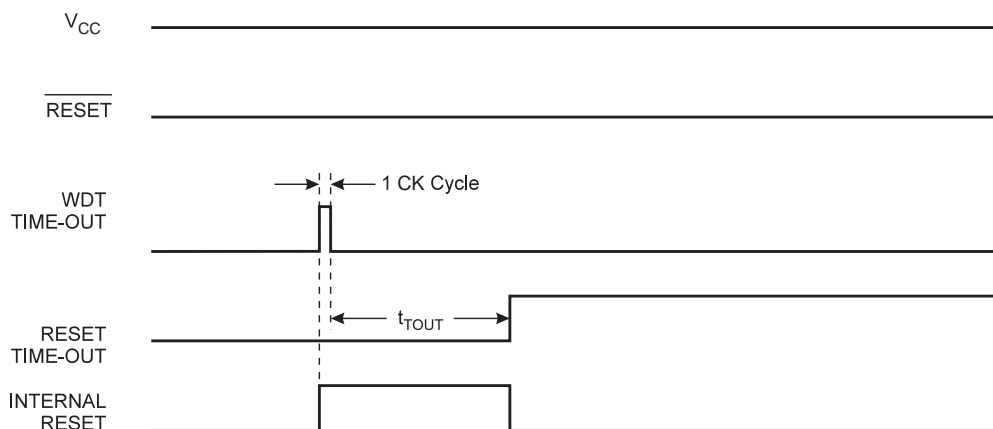 VCC
RESET
1 CK Cycle
WDT
TIME-OUT
tTOUT
RESET
TIME-OUT
INTERNAL
RESET